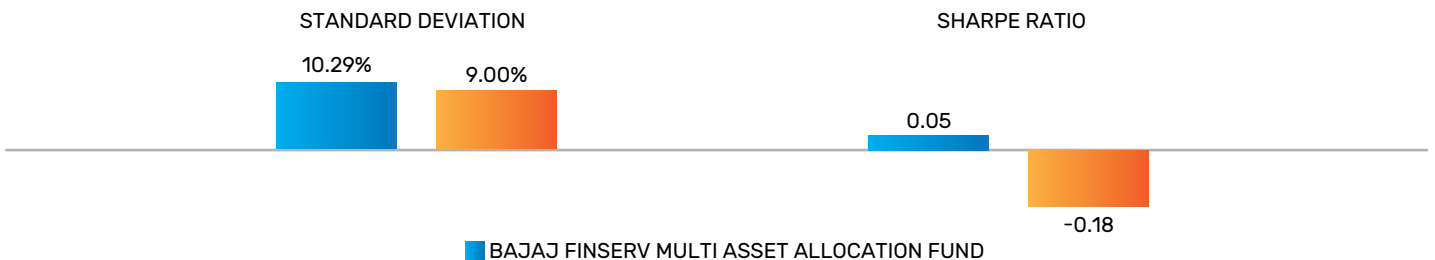 STANDARD DEVIATION
SHARPE RATIO
10.29%
9.00%
0.05
-0.18
BAJAJ FINSERV MULTI ASSET ALLOCATION FUND